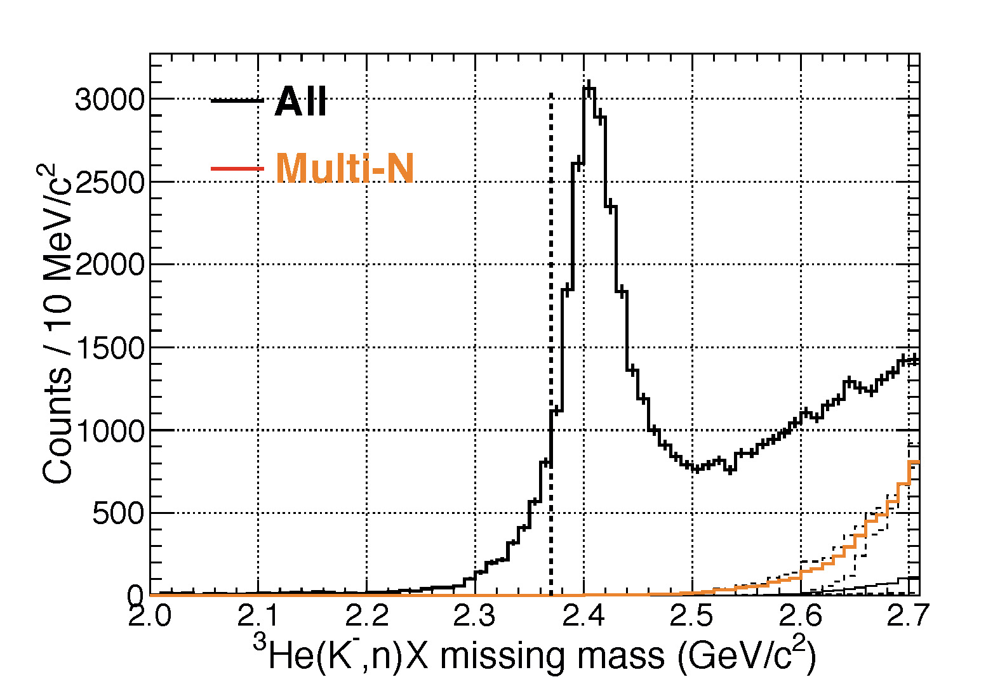 All
Multi-N
Counts / 10 MeV/c²
3000
2500
2000
1500
1000
500
0
2.0 2.1 2.2 2.3 2.4 2.5 2.6 2.7
³He(K⁻,n)X missing mass (GeV/c²)